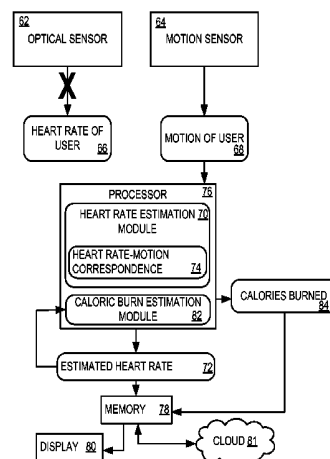 62
OPTICAL SENSOR
64
MOTION SENSOR
X
HEART RATE OF
USER 66
MOTION OF USER
68
PROCESSOR
76
HEART RATE ESTIMATION
MODULE 70
HEART RATE-MOTION
CORRESPONDENCE 74
CALORIC BURN ESTIMATION
MODULE 82
CALORIES BURNED
84
ESTIMATED HEART RATE 72
MEMORY 78
DISPLAY 80
CLOUD 81